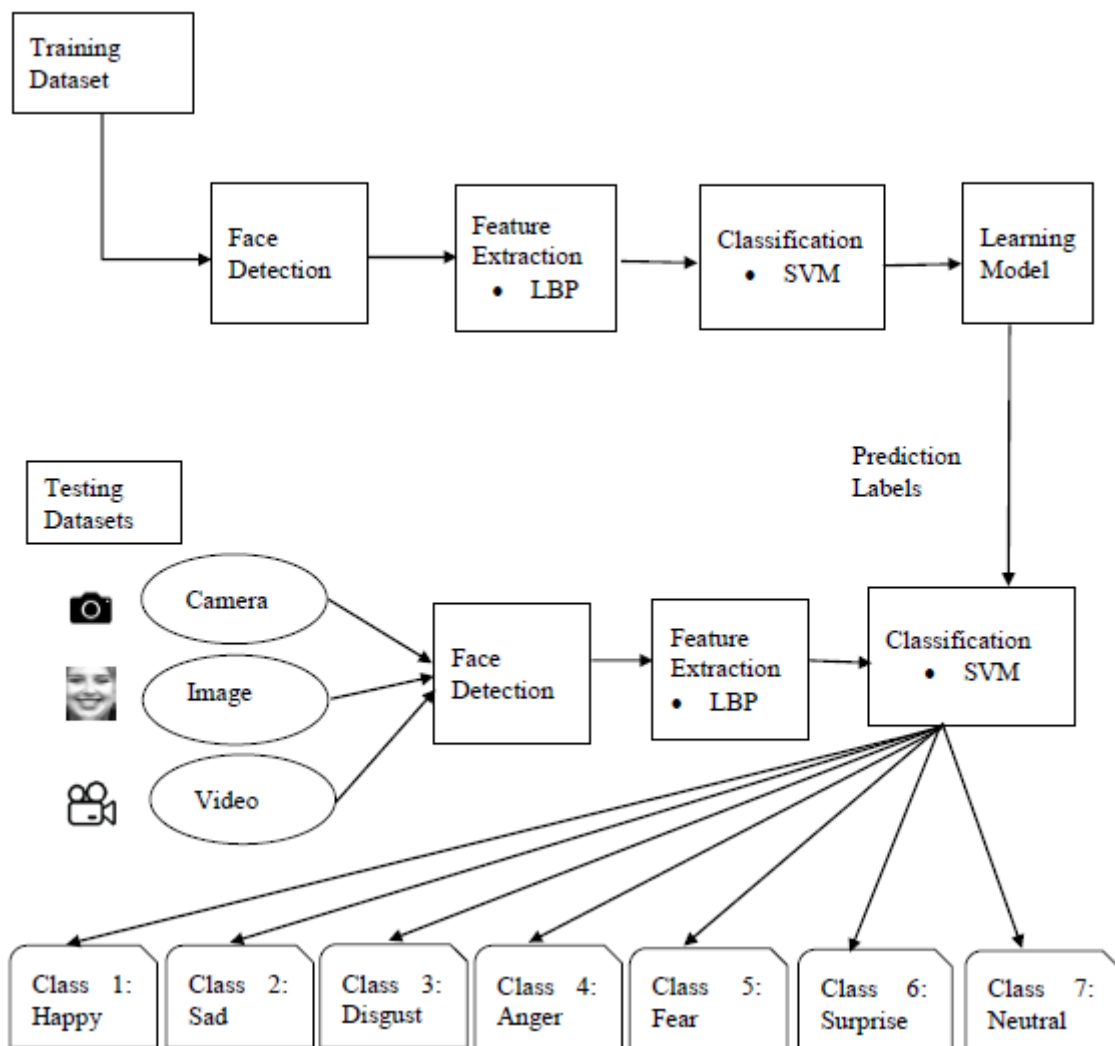 Training
Dataset
Face
Detection
Feature
Extraction
• LBP
Classification
• SVM
Learning
Model
Prediction
Labels
Testing
Datasets
Camera
Image
Video
Face
Detection
Feature
Extraction
• LBP
Classification
• SVM
Class 1:
Happy
Class 2:
Sad
Class 3:
Disgust
Class 4:
Anger
Class 5:
Fear
Class 6:
Surprise
Class 7:
Neutral